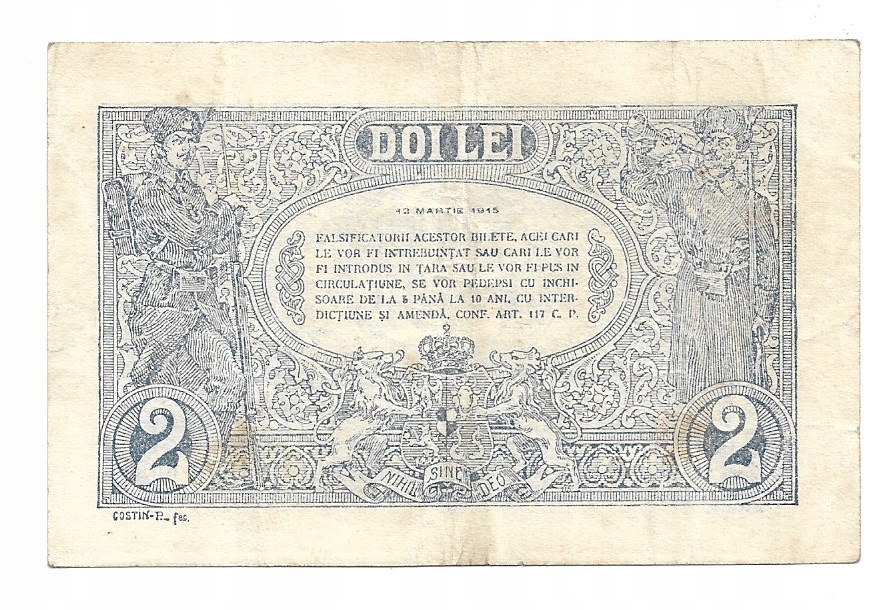 DOI LEI
12 MARTIE 1915
FALSIFICATORII ACESTOR BILETE, ACEI CARI
LE VOR FI INTREBUINȚAT SAU CARI LE VOR
FI INTRODUS IN ȚARA SAU LE VOR FI PUS IN
CIRCULAȚIUNE, SE VOR PEDEPSI CU INCHI-
SOARE DE LA 5 PÂNĂ LA 10 ANI, CU INTER-
DICȚIUNE ȘI AMENDĂ, CONF. ART. 117 C. P.
2
2
NIHIL SINE DEO
COSTIN-P. fec.